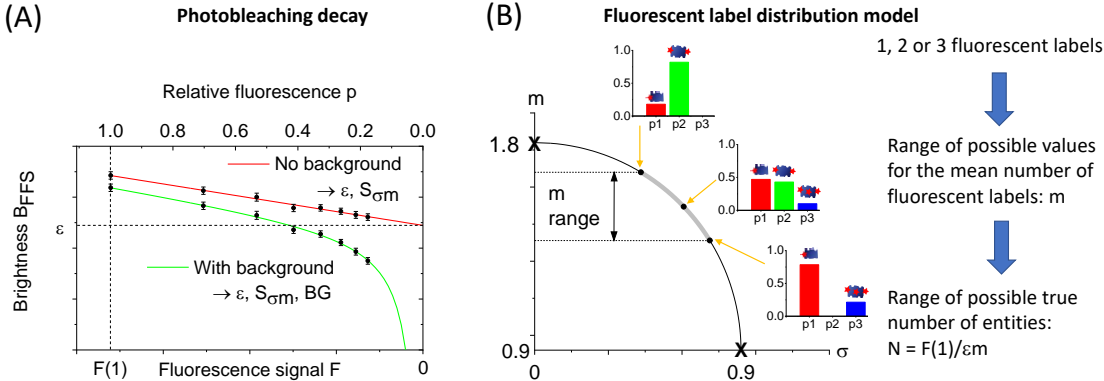 (A)
Photobleaching decay
Relative fluorescence p
1.0 0.8 0.6 0.4 0.2 0.0
No background
→ ε, Sσm
ε
With background
→ ε, Sσm, BG
Brightness BFFS
F(1)
Fluorescence signal F
(B)
Fluorescent label distribution model
m
1.8
m
range
0.9
0
0.9
σ
1.0
0.5
0.0
p1 p2 p3
1.0
0.5
0.0
p1 p2 p3
1.0
0.5
0.0
p1 p2 p3
1, 2 or 3 fluorescent labels
Range of possible values
for the mean number of
fluorescent labels: m
Range of possible true
number of entities:
N = F(1)/εm